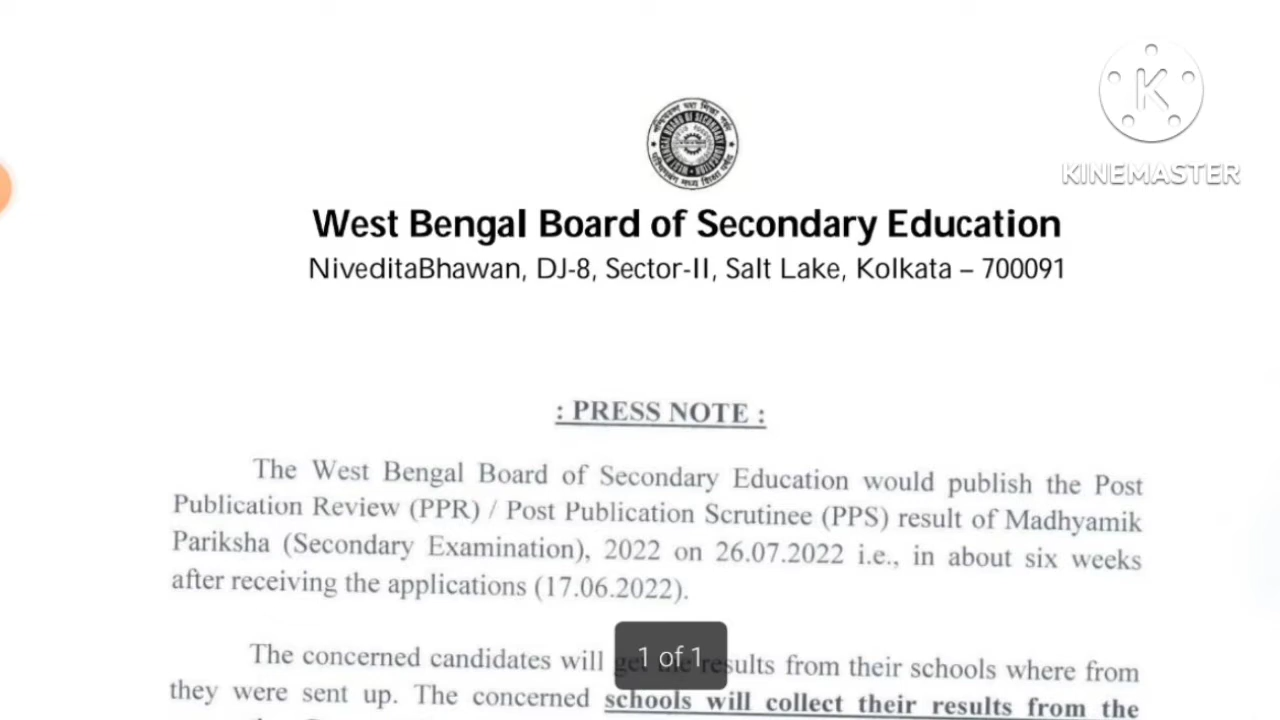 KINEMASTER
West Bengal Board of Secondary Education
NiveditaBhawan, DJ-8, Sector-II, Salt Lake, Kolkata – 700091
: PRESS NOTE :
The West Bengal Board of Secondary Education would publish the Post
Publication Review (PPR) / Post Publication Scrutinee (PPS) result of Madhyamik
Pariksha (Secondary Examination), 2022 on 26.07.2022 i.e., in about six weeks
after receiving the applications (17.06.2022).
The concerned candidates will get results from their schools where from
1 of 1
they were sent up. The concerned schools will collect their results from the